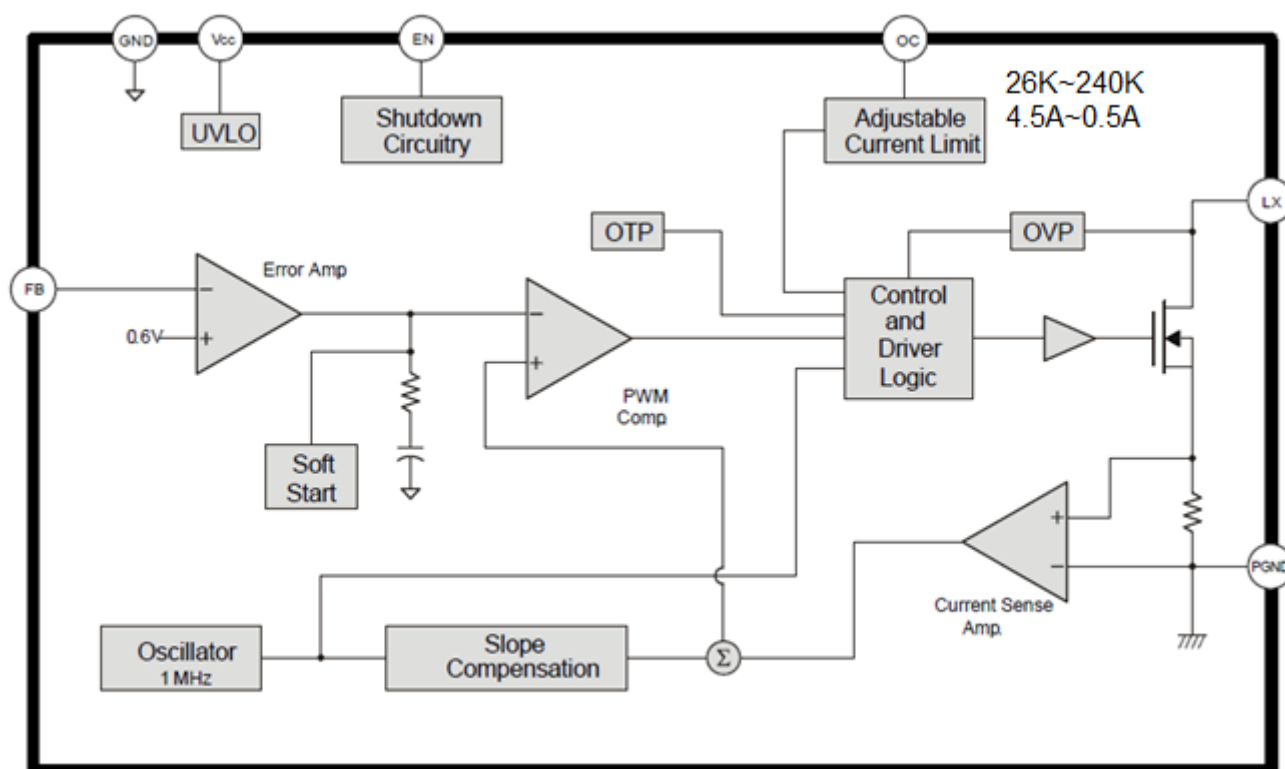 GND
Vcc
EN
OC
UVLO
Shutdown
Circuitry
Adjustable
Current Limit
26K~240K
4.5A~0.5A
LX
OTP
OVP
FB
Error Amp
0.6V
−
+
−
+
PWM
Comp.
Control
and
Driver
Logic
Soft
Start
+
−
Current Sense
Amp.
PGND
Oscillator
1 MHz
Slope
Compensation
Σ